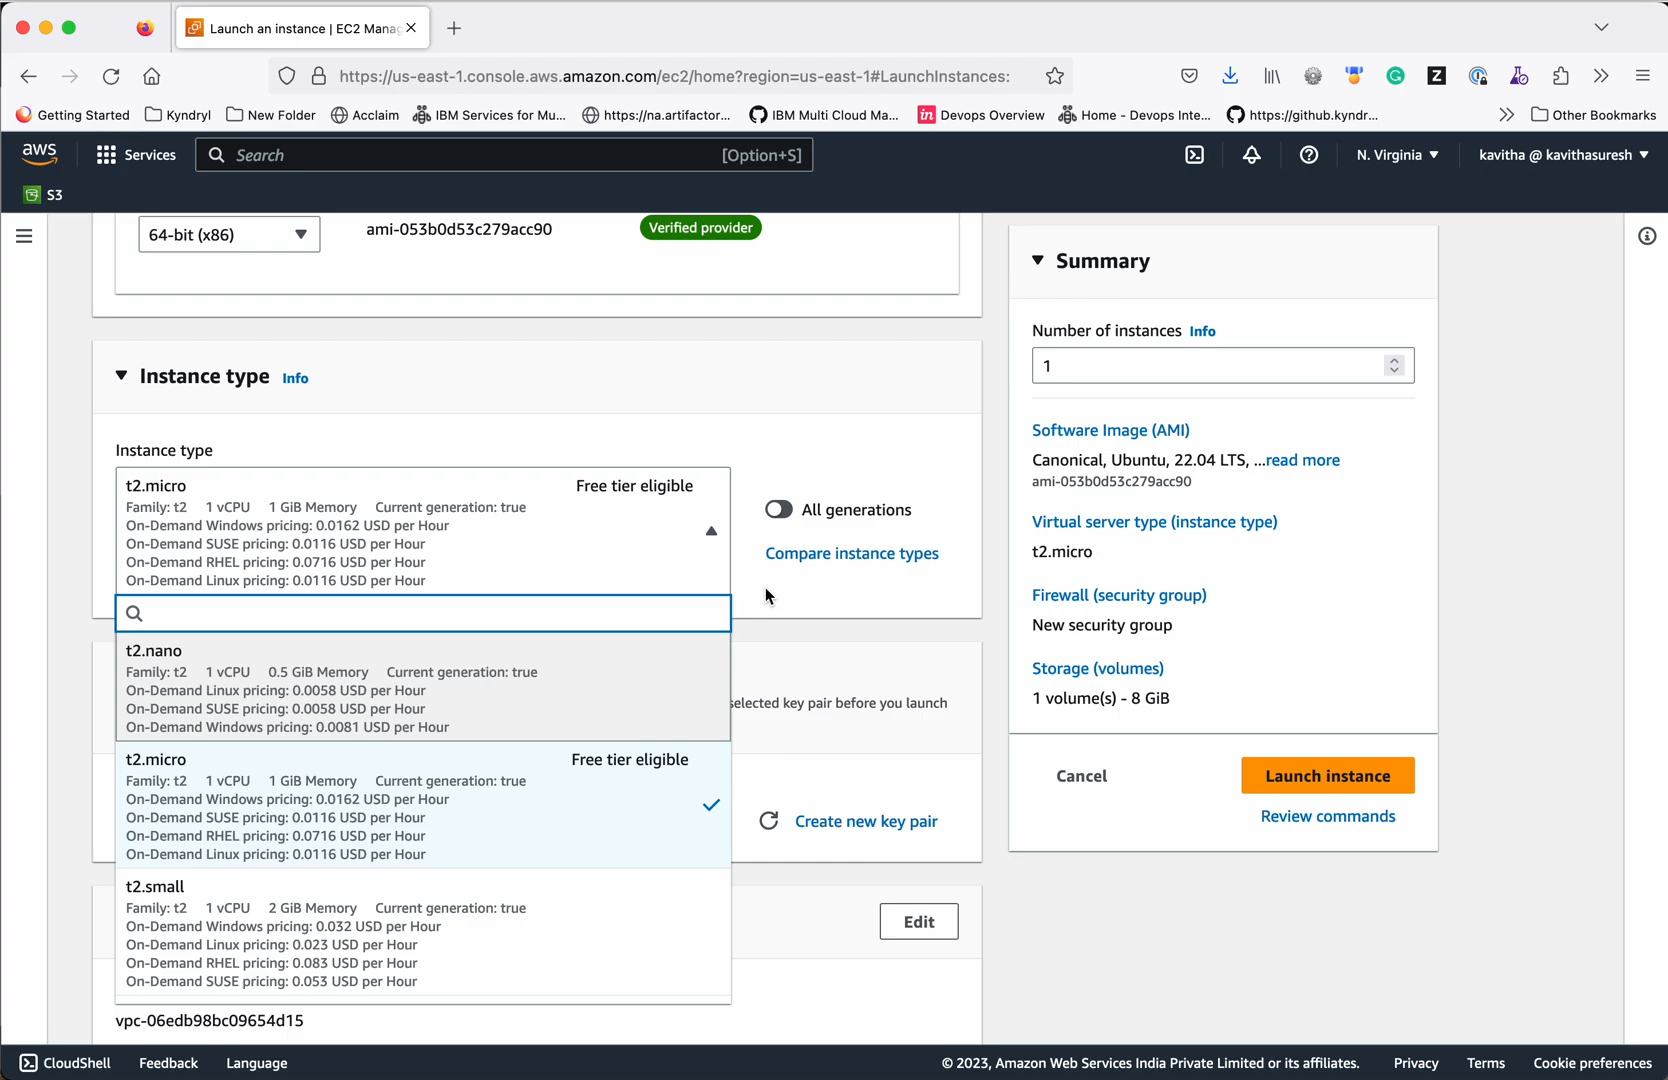 Launch an instance | EC2 Mana
https://us-east-1.console.aws.amazon.com/ec2/home?region=us-east-1#LaunchInstances:
Getting Started Kyndryl New Folder Acclaim IBM Services for Mu... https://na.artifactor... IBM Multi Cloud Ma... Devops Overview Home - Devops Inte... https://github.kyndr... Other Bookmarks
aws Services Search [Option+S] N. Virginia kavitha @ kavithasuresh
S3
64-bit (x86) ami-053b0d53c279acc90 Verified provider
Instance type Info
Instance type
t2.micro Free tier eligible
Family: t2 1 vCPU 1 GiB Memory Current generation: true
On-Demand Windows pricing: 0.0162 USD per Hour
On-Demand SUSE pricing: 0.0116 USD per Hour
On-Demand RHEL pricing: 0.0716 USD per Hour
On-Demand Linux pricing: 0.0116 USD per Hour
All generations
Compare instance types
t2.nano
Family: t2 1 vCPU 0.5 GiB Memory Current generation: true
On-Demand Linux pricing: 0.0058 USD per Hour
On-Demand SUSE pricing: 0.0058 USD per Hour
On-Demand Windows pricing: 0.0081 USD per Hour
selected key pair before you launch
t2.micro Free tier eligible
Family: t2 1 vCPU 1 GiB Memory Current generation: true
On-Demand Windows pricing: 0.0162 USD per Hour
On-Demand SUSE pricing: 0.0116 USD per Hour
On-Demand RHEL pricing: 0.0716 USD per Hour
On-Demand Linux pricing: 0.0116 USD per Hour
Create new key pair
t2.small
Family: t2 1 vCPU 2 GiB Memory Current generation: true
On-Demand Windows pricing: 0.032 USD per Hour
On-Demand Linux pricing: 0.023 USD per Hour
On-Demand RHEL pricing: 0.083 USD per Hour
On-Demand SUSE pricing: 0.053 USD per Hour
Edit
vpc-06edb98bc09654d15
Summary
Number of instances Info
1
Software Image (AMI)
Canonical, Ubuntu, 22.04 LTS, ...read more
ami-053b0d53c279acc90
Virtual server type (instance type)
t2.micro
Firewall (security group)
New security group
Storage (volumes)
1 volume(s) - 8 GiB
Cancel Launch instance
Review commands
CloudShell Feedback Language © 2023, Amazon Web Services India Private Limited or its affiliates. Privacy Terms Cookie preferences